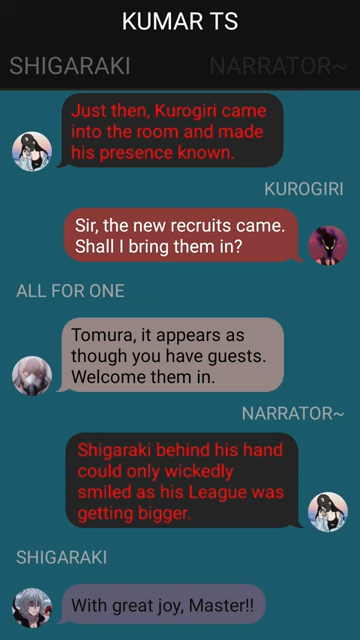 KUMAR TS
SHIGARAKI
NARRATOR~
Just then, Kurogiri came
into the room and made
his presence known.
KUROGIRI
Sir, the new recruits came.
Shall I bring them in?
ALL FOR ONE
Tomura, it appears as
though you have guests.
Welcome them in.
NARRATOR~
Shigaraki behind his hand
could only wickedly
smiled as his League was
getting bigger.
SHIGARAKI
With great joy, Master!!